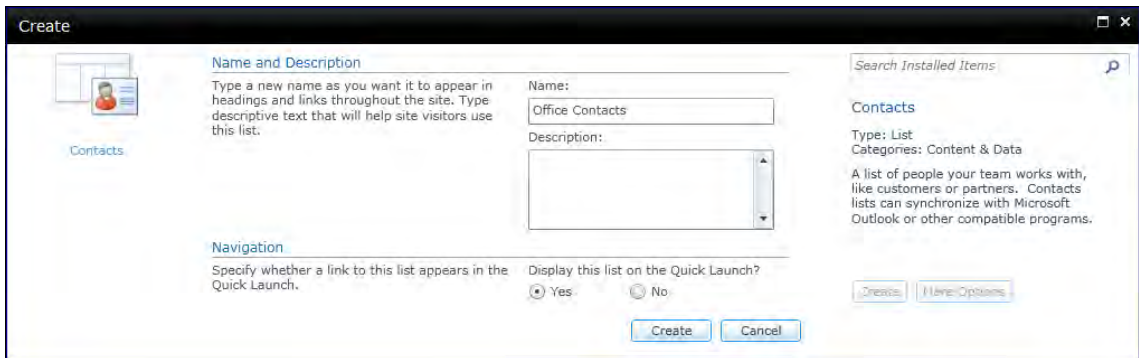 Create
Contacts
Name and Description
Type a new name as you want it to appear in
headings and links throughout the site. Type
descriptive text that will help site visitors use
this list.
Name:
Office Contacts
Description:
Navigation
Specify whether a link to this list appears in the
Quick Launch.
Display this list on the Quick Launch?
Yes
No
Create
Cancel
Search Installed Items
Contacts
Type: List
Categories: Content & Data
A list of people your team works with,
like customers or partners. Contacts
lists can synchronize with Microsoft
Outlook or other compatible programs.
Create
More Options